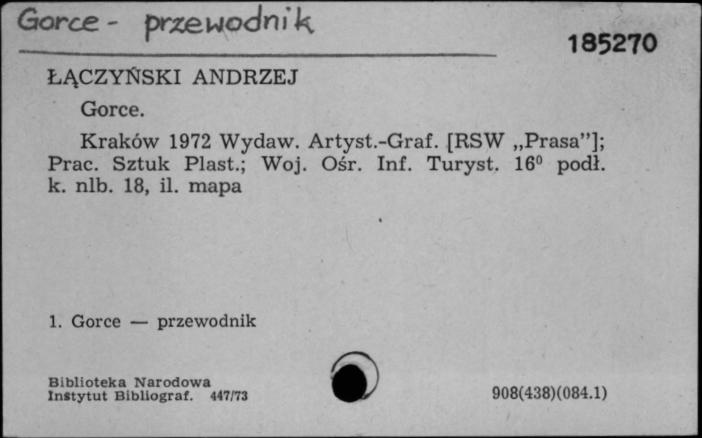 Gorce - przewodnik
185270
ŁĄCZYŃSKI ANDRZEJ
Gorce.
Kraków 1972 Wydaw. Artyst.-Graf. [RSW „Prasa”];
Prac. Sztuk Plast.; Woj. Ośr. Inf. Turyst. 16⁰ podł.
k. nlb. 18, il. mapa
1. Gorce — przewodnik
Biblioteka Narodowa
Instytut Bibliograf. 447/73
908(438)(084.1)